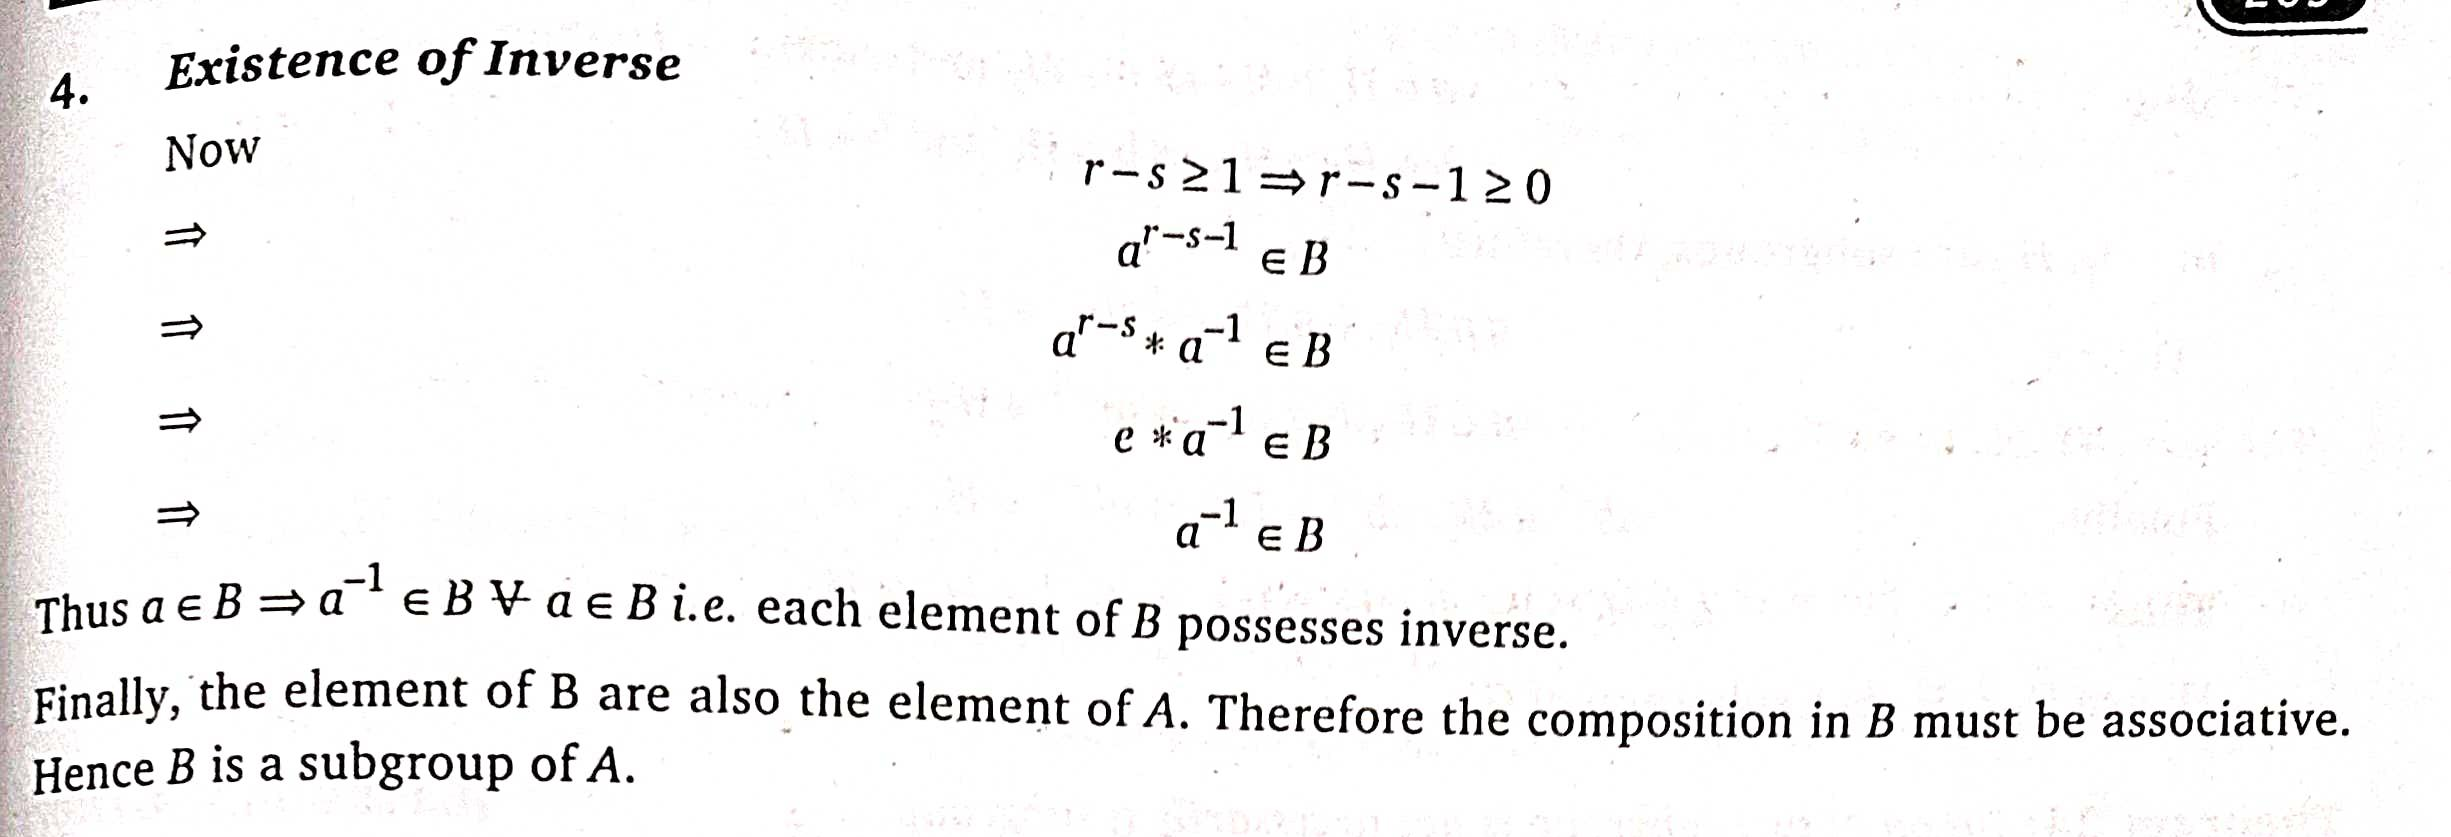 4. Existence of Inverse
Now r−s≥1⇒r−s−1≥0
⇒ a^{r−s−1} ∈ B
⇒ a^{r−s} * a^{−1} ∈ B
⇒ e * a^{−1} ∈ B
⇒ a^{−1} ∈ B
Thus a∈B⇒a^{−1} ∈B ∀ a∈B i.e. each element of B possesses inverse.
Finally, the element of B are also the element of A. Therefore the composition in B must be associative.
Hence B is a subgroup of A.